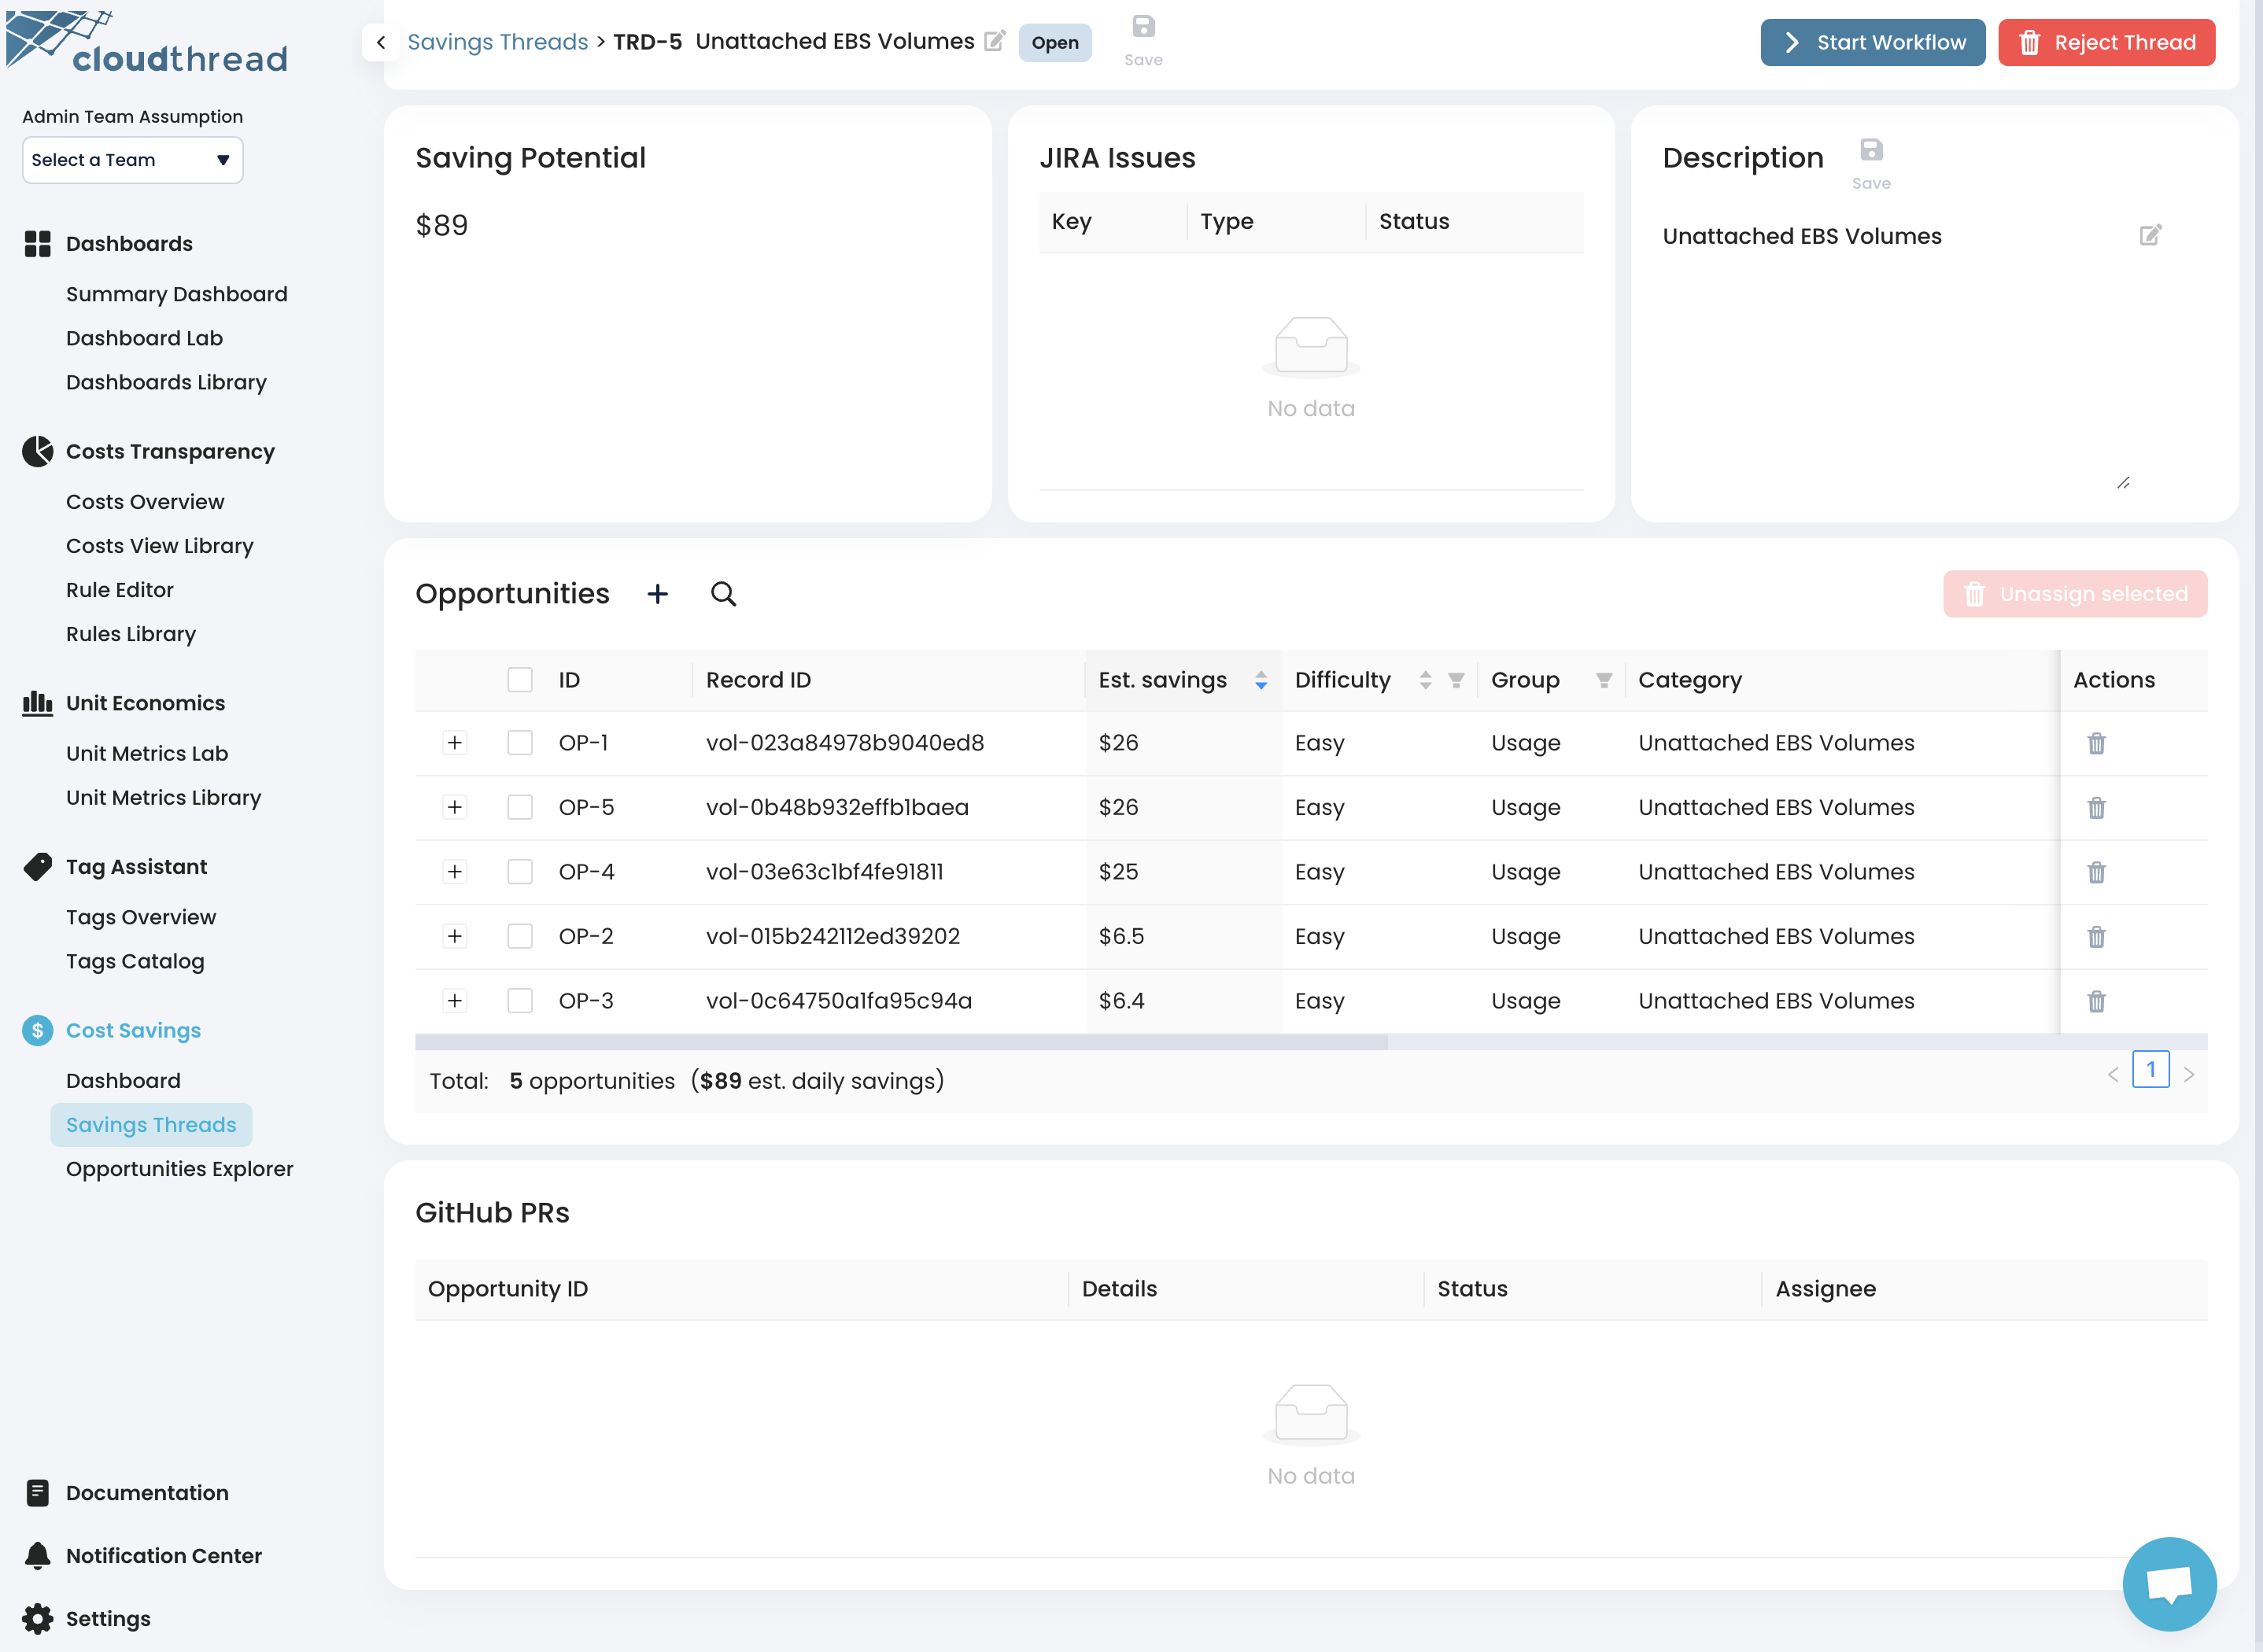 cloudthread
Admin Team Assumption
Select a Team
Dashboards
Summary Dashboard
Dashboard Lab
Dashboards Library
Costs Transparency
Costs Overview
Costs View Library
Rule Editor
Rules Library
Unit Economics
Unit Metrics Lab
Unit Metrics Library
Tag Assistant
Tags Overview
Tags Catalog
Cost Savings
Dashboard
Savings Threads
Opportunities Explorer
Documentation
Notification Center
Settings
Savings Threads > TRD-5 Unattached EBS Volumes Open Save Start Workflow Reject Thread
Saving Potential
$89
JIRA Issues
Key Type Status
No data
Description Save
Unattached EBS Volumes
Opportunities + Unassign selected
ID Record ID Est. savings Difficulty Group Category Actions
OP-1 vol-023a84978b9040ed8 $26 Easy Usage Unattached EBS Volumes
OP-5 vol-0b48b932effb1baea $26 Easy Usage Unattached EBS Volumes
OP-4 vol-03e63c1bf4fe91811 $25 Easy Usage Unattached EBS Volumes
OP-2 vol-015b242112ed39202 $6.5 Easy Usage Unattached EBS Volumes
OP-3 vol-0c64750a1fa95c94a $6.4 Easy Usage Unattached EBS Volumes
Total: 5 opportunities ($89 est. daily savings) < 1 >
GitHub PRs
Opportunity ID Details Status Assignee
No data